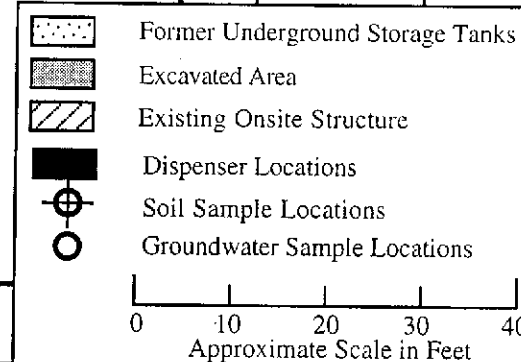 Former Underground Storage Tanks
Excavated Area
Existing Onsite Structure
Dispenser Locations
Soil Sample Locations
Groundwater Sample Locations
0 10 20 30 40
Approximate Scale in Feet